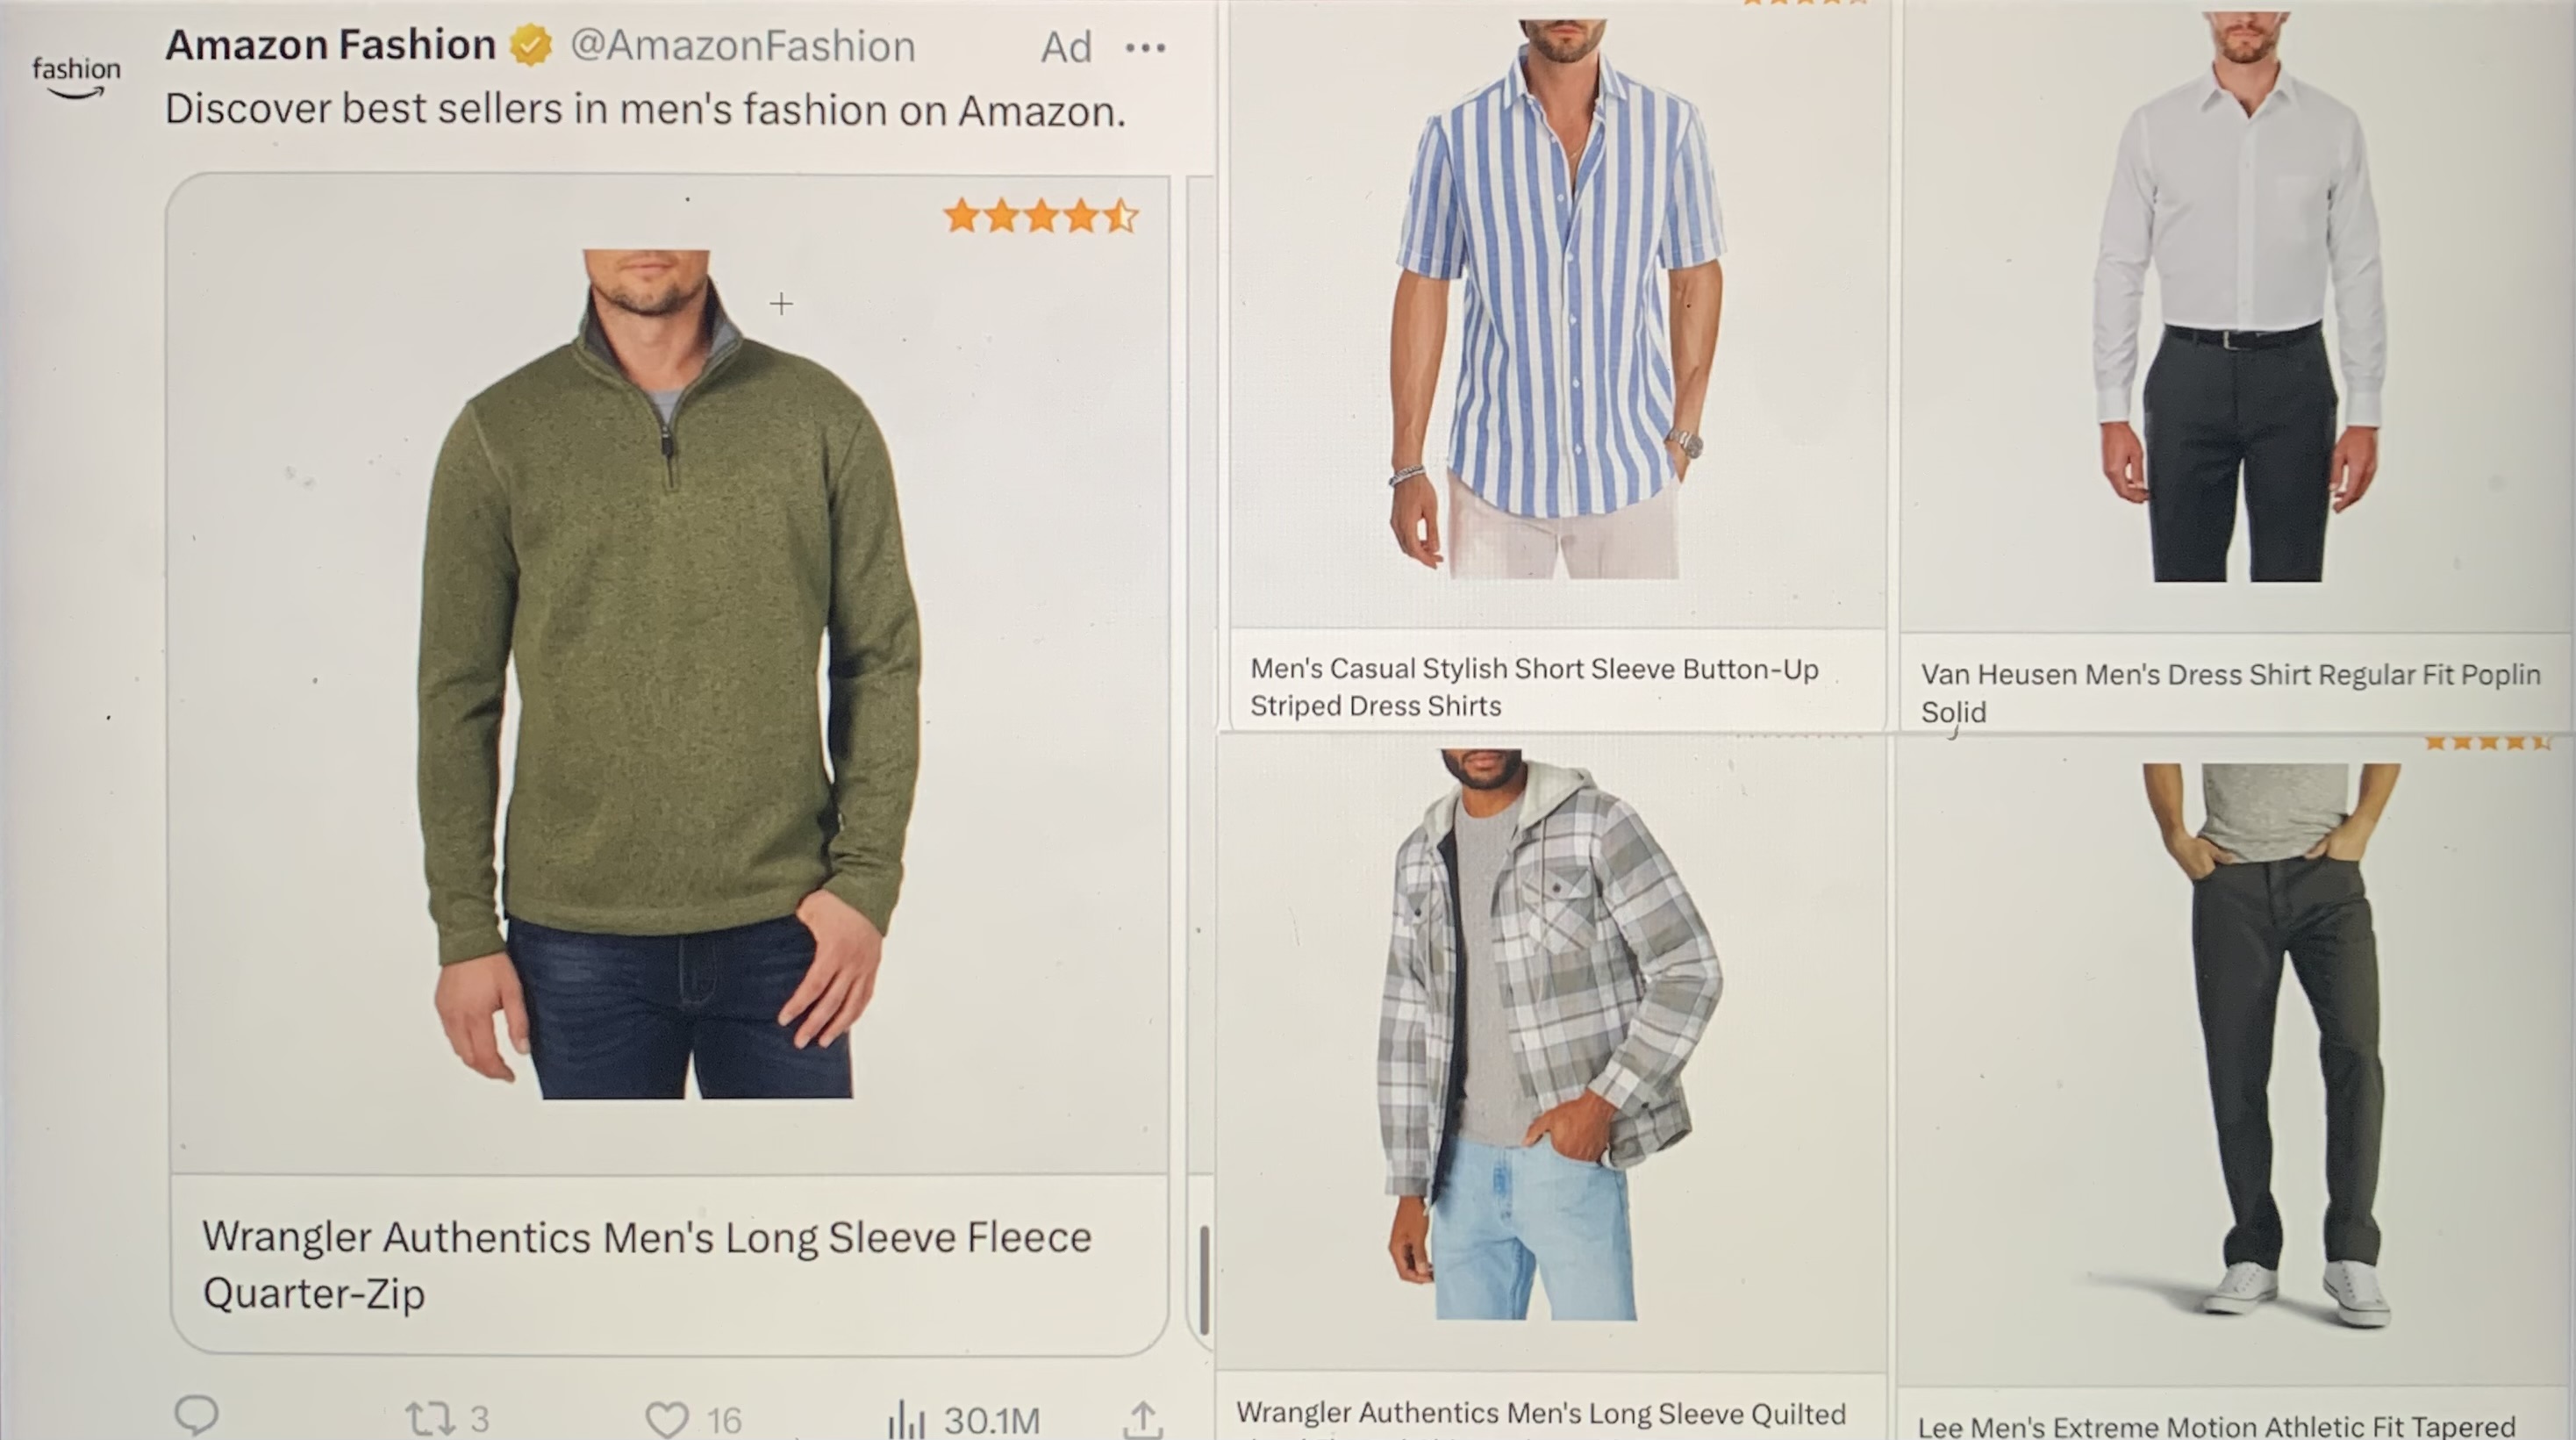 fashion
Amazon Fashion @AmazonFashion Ad
Discover best sellers in men's fashion on Amazon.
Wrangler Authentics Men's Long Sleeve Fleece
Quarter-Zip
3 16 30.1M
Men's Casual Stylish Short Sleeve Button-Up
Striped Dress Shirts
Van Heusen Men's Dress Shirt Regular Fit Poplin
Solid
Wrangler Authentics Men's Long Sleeve Quilted
Lee Men's Extreme Motion Athletic Fit Tapered